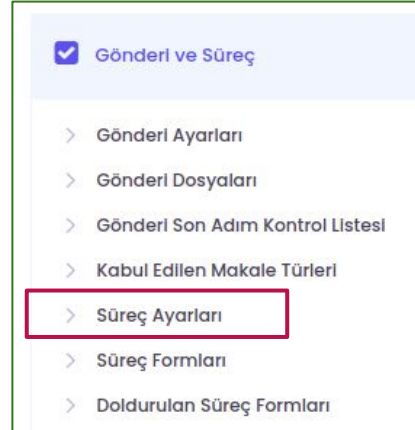 Gönderi ve Süreç
Gönderi Ayarları
Gönderi Dosyaları
Gönderi Son Adım Kontrol Listesi
Kabul Edilen Makale Türleri
Süreç Ayarları
Süreç Formları
Doldurulan Süreç Formları